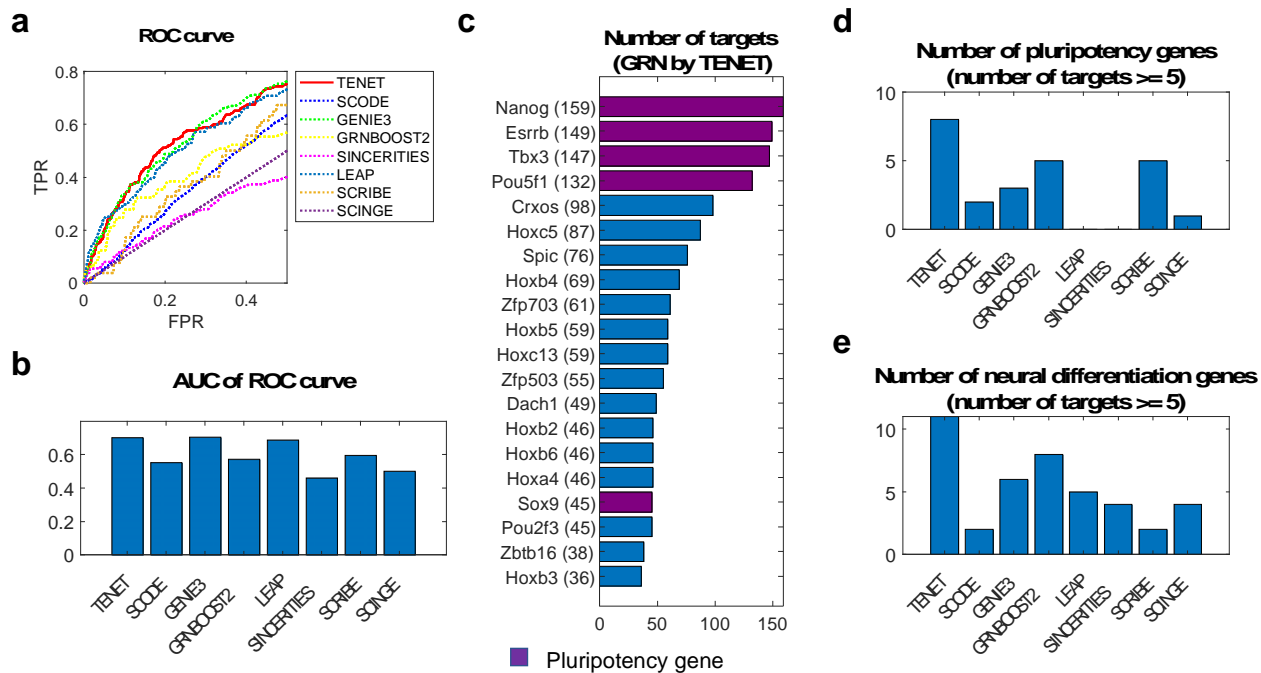 a
ROC curve
0.8
0.6
0.4
0.2
0
TPR
0
0.2
0.4
FPR
TENET
SCODE
GENIE3
GRNBOOST2
SINCERITIES
LEAP
SCRIBE
SCINGE
b
AUC of ROC curve
0.6
0.4
0.2
0
TENET
SCODE
GENIE3
GRNBOOST2
LEAP
SINCERITIES
SCRIBE
SCINGE
c
Number of targets
(GRN by TENET)
Nanog (159)
Esrrb (149)
Tbx3 (147)
Pou5f1 (132)
Crxos (98)
Hoxc5 (87)
Spic (76)
Hoxb4 (69)
Zfp703 (61)
Hoxb5 (59)
Hoxc13 (59)
Zfp503 (55)
Dach1 (49)
Hoxb2 (46)
Hoxb6 (46)
Hoxa4 (46)
Sox9 (45)
Pou2f3 (45)
Zbtb16 (38)
Hoxb3 (36)
0
50
100
150
Pluripotency gene
d
Number of pluripotency genes
(number of targets >= 5)
10
5
0
TENET
SCODE
GENIE3
GRNBOOST2
LEAP
SINCERITIES
SCRIBE
SCINGE
e
Number of neural differentiation genes
(number of targets >= 5)
10
5
0
TENET
SCODE
GENIE3
GRNBOOST2
LEAP
SINCERITIES
SCRIBE
SCINGE